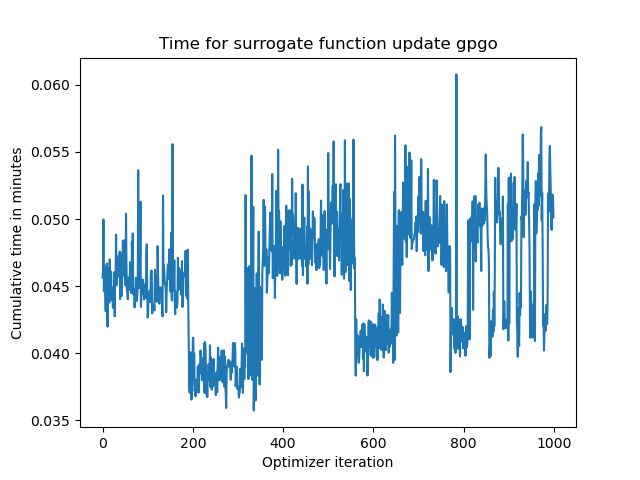 Time for surrogate function update gpgo
0.060
0.055
0.050
0.045
0.040
0.035
Cumulative time in minutes
0 200 400 600 800 1000
Optimizer iteration